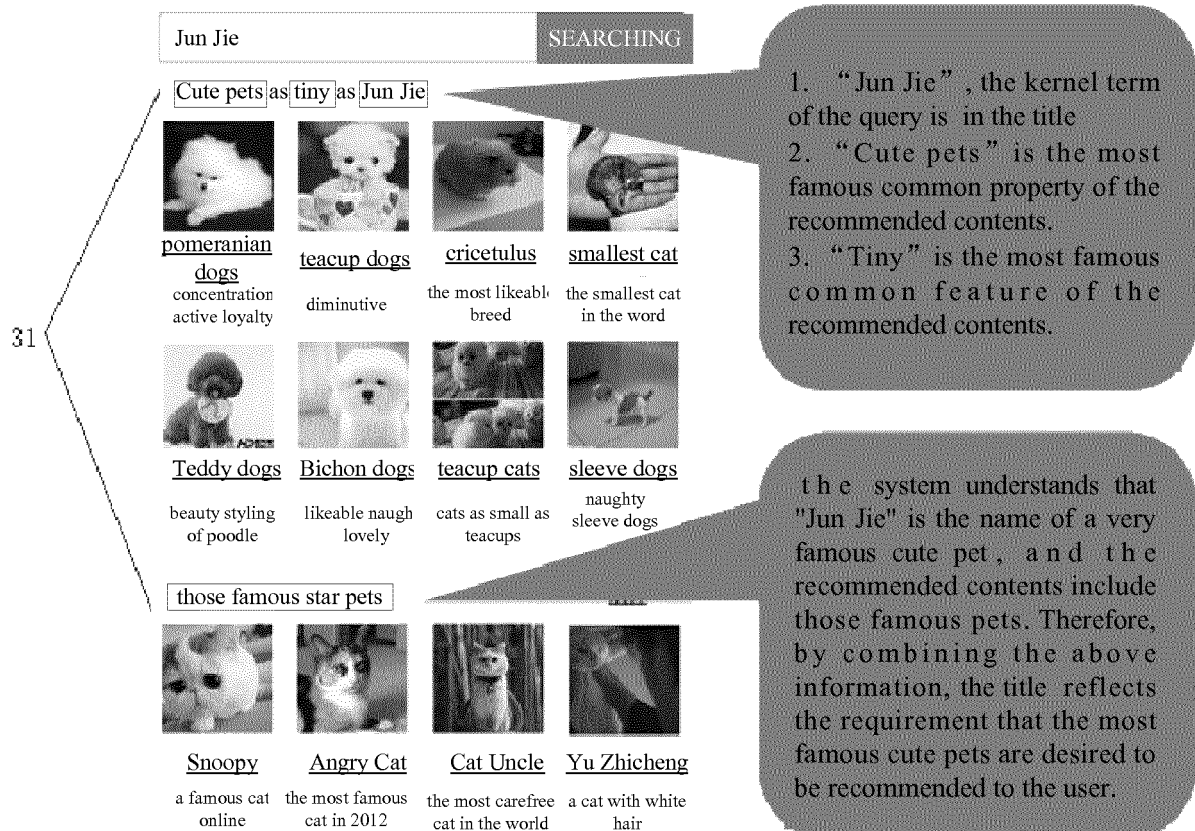 Jun Jie
SEARCHING
Cute pets as tiny as Jun Jie
pomeranian
dogs
concentration
active loyalty
teacup dogs
diminutive
cricetulus
the most likeabl
breed
smallest cat
the smallest cat
in the word
31
Teddy dogs
beauty styling
of poodle
Bichon dogs
likeable naugh
lovely
teacup cats
cats as small as
teacups
sleeve dogs
naughty
sleeve dogs
those famous star pets
Snoopy
a famous cat
online
Angry Cat
the most famous
cat in 2012
Cat Uncle
the most carefree
cat in the world
Yu Zhicheng
a cat with white
hair
1. “Jun Jie”, the kernel term
of the query is in the title
2. “Cute pets” is the most
famous common property of the
recommended contents.
3. “Tiny” is the most famous
common feature of the
recommended contents.
the system understands that
"Jun Jie" is the name of a very
famous cute pet, and the
recommended contents include
those famous pets. Therefore,
by combining the above
information, the title reflects
the requirement that the most
famous cute pets are desired to
be recommended to the user.